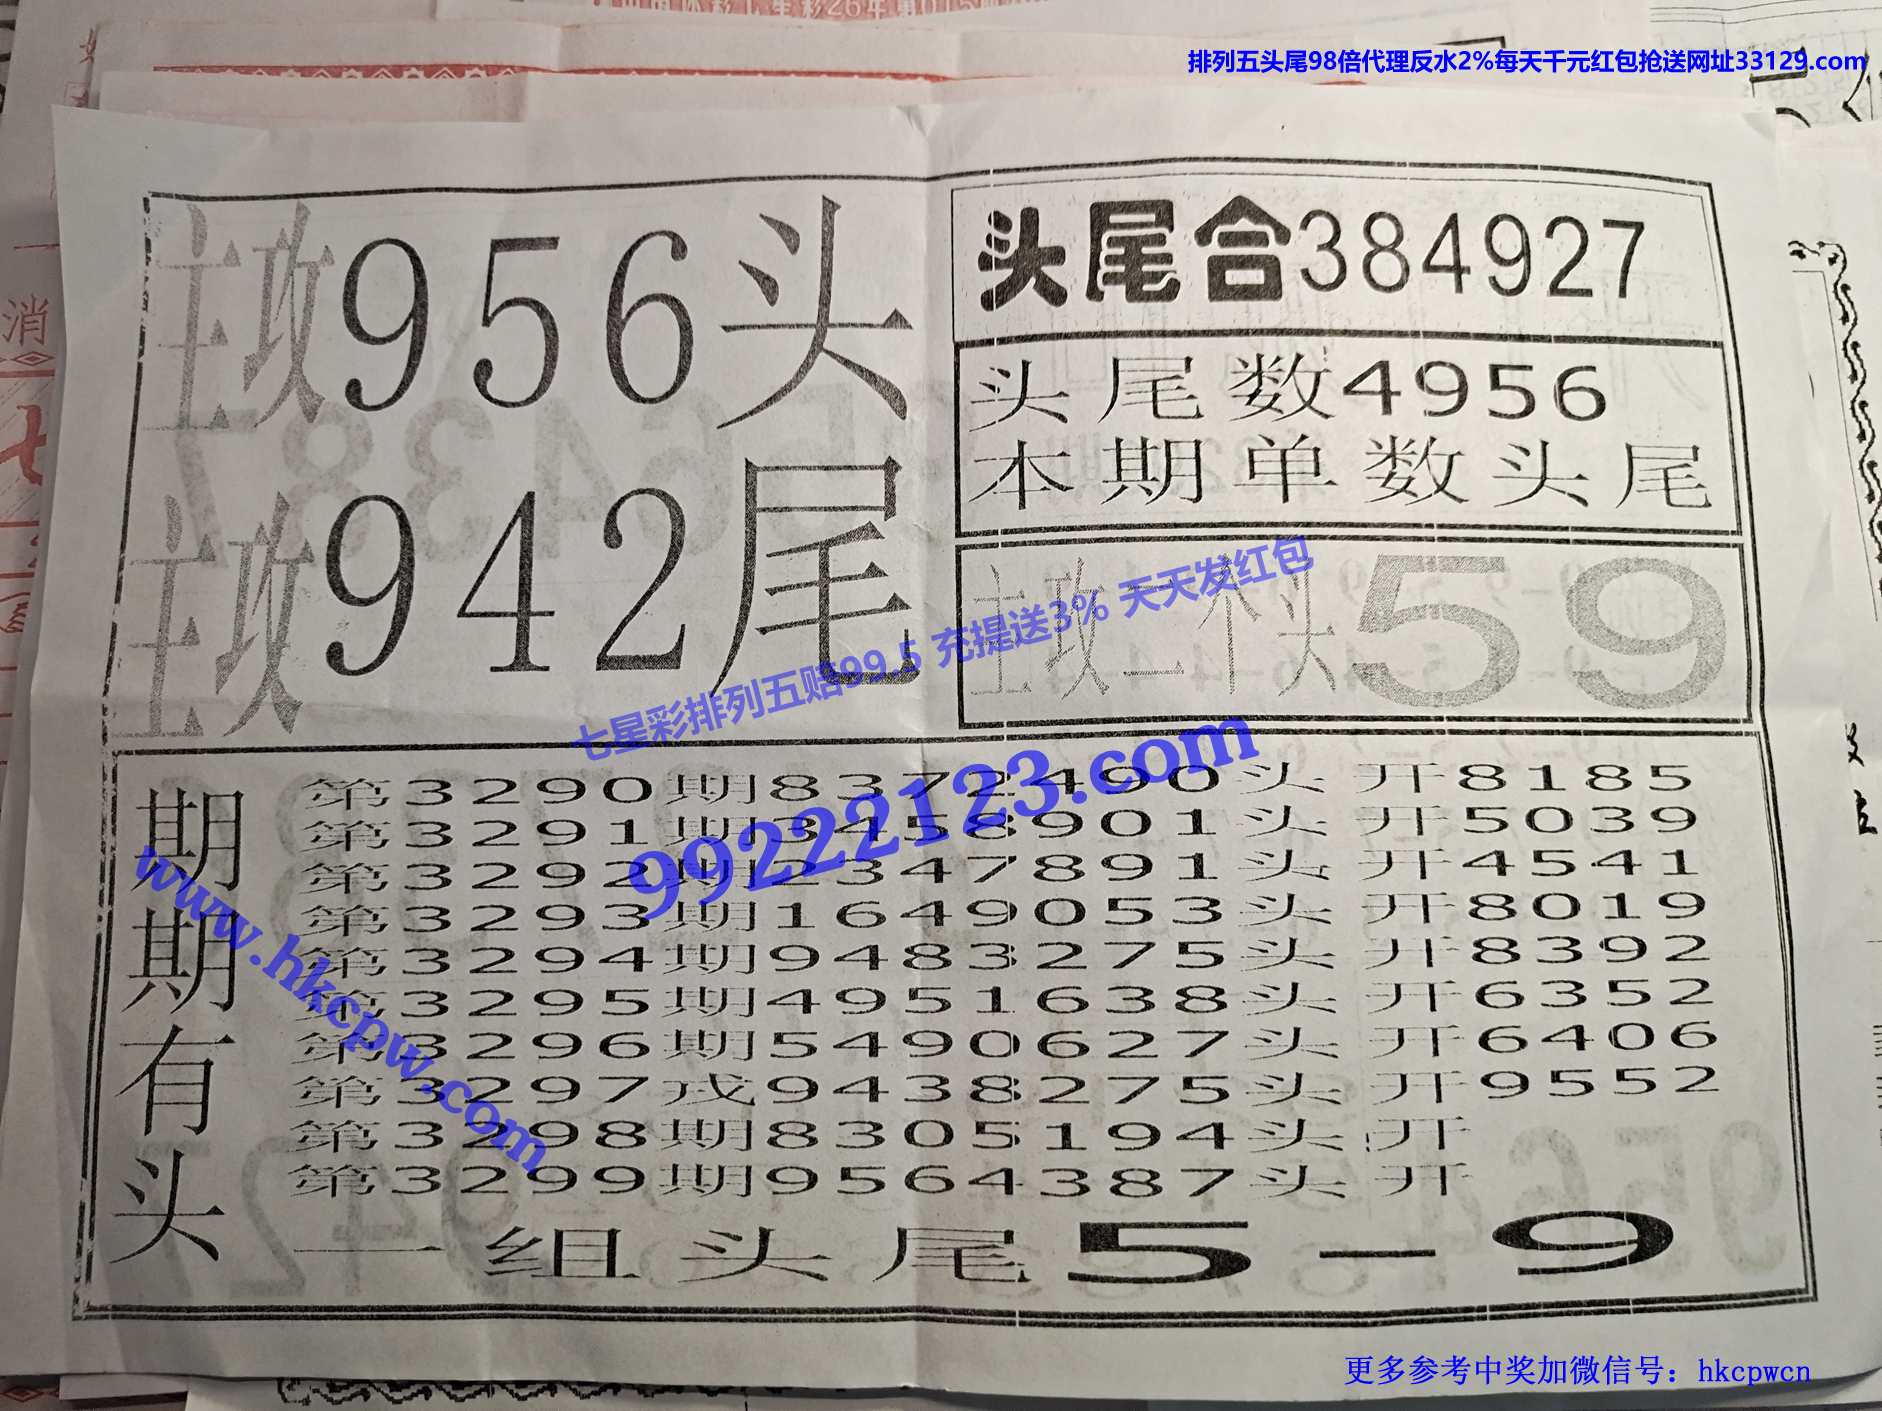 排列五头尾98倍代理反水2%每天千元红包抢送网址33129.com
主攻956头
主攻942尾
头尾合384927
头尾数4956
本期单数头尾
主攻二个头59
七星彩排列五赔99.5 充提送3% 天天发红包
99222123.com
www.hkcpw.com
期期有头
第3290期8372490头 开8185
第3291期3458901头 开5039
第3292期2347891头 开4541
第3293期1649053头 开8019
第3294期9483275头 开8392
第3295期4951638头 开6352
第3296期5490627头 开6406
第3297戎9438275头 开9552
第3298期8305194头 开
第3299期9564387头 开
一组头尾5-9
更多参考中奖加微信号：hkcpwcn
消